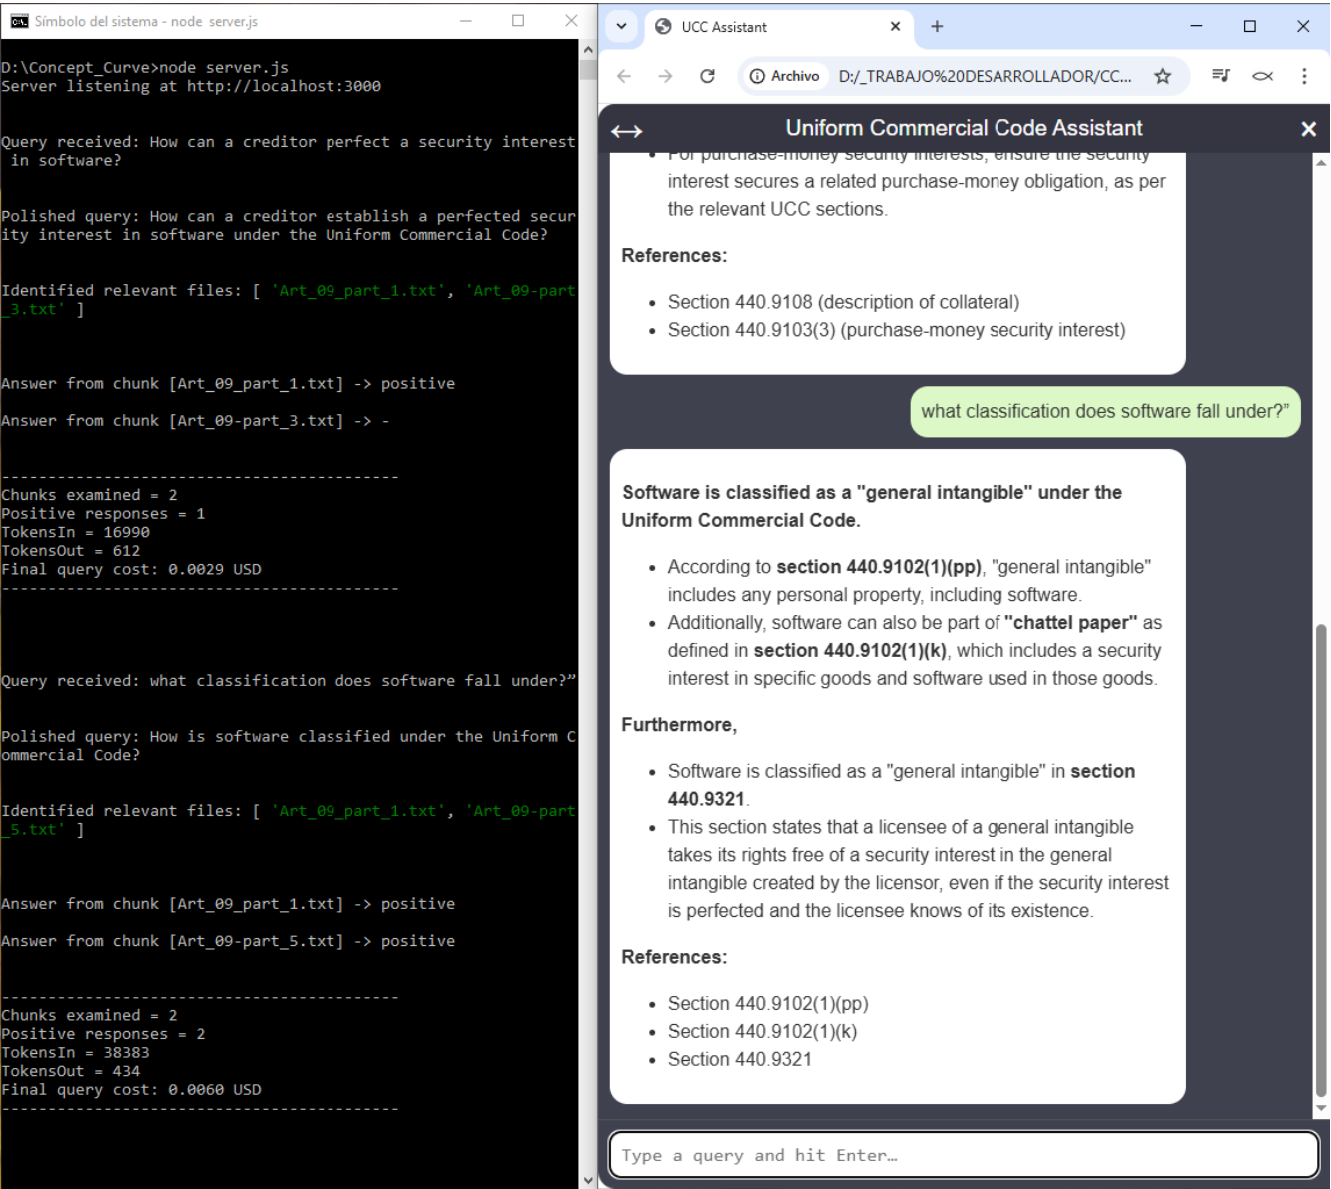 Símbolo del sistema - node server.js
D:\Concept_Curve>node server.js
Server listening at http://localhost:3000
Query received: How can a creditor perfect a security interest
in software?
Polished query: How can a creditor establish a perfected secur
ity interest in software under the Uniform Commercial Code?
Identified relevant files: [ 'Art_09_part_1.txt', 'Art_09-part
_3.txt' ]
Answer from chunk [Art_09_part_1.txt] -> positive
Answer from chunk [Art_09-part_3.txt] -> -
-------------------------------------------
Chunks examined = 2
Positive responses = 1
TokensIn = 16990
TokensOut = 612
Final query cost: 0.0029 USD
-------------------------------------------
Query received: what classification does software fall under?”
Polished query: How is software classified under the Uniform C
ommercial Code?
Identified relevant files: [ 'Art_09_part_1.txt', 'Art_09-part
_5.txt' ]
Answer from chunk [Art_09_part_1.txt] -> positive
Answer from chunk [Art_09-part_5.txt] -> positive
-------------------------------------------
Chunks examined = 2
Positive responses = 2
TokensIn = 38383
TokensOut = 434
Final query cost: 0.0060 USD
-------------------------------------------
UCC Assistant
Archivo D:/_TRABAJO%20DESARROLLADOR/CC...
Uniform Commercial Code Assistant
• For purchase-money security interests, ensure the security
interest secures a related purchase-money obligation, as per
the relevant UCC sections.
References:
• Section 440.9108 (description of collateral)
• Section 440.9103(3) (purchase-money security interest)
what classification does software fall under?”
Software is classified as a "general intangible" under the
Uniform Commercial Code.
• According to section 440.9102(1)(pp), "general intangible"
includes any personal property, including software.
• Additionally, software can also be part of "chattel paper" as
defined in section 440.9102(1)(k), which includes a security
interest in specific goods and software used in those goods.
Furthermore,
• Software is classified as a "general intangible" in section
440.9321.
• This section states that a licensee of a general intangible
takes its rights free of a security interest in the general
intangible created by the licensor, even if the security interest
is perfected and the licensee knows of its existence.
References:
• Section 440.9102(1)(pp)
• Section 440.9102(1)(k)
• Section 440.9321
Type a query and hit Enter…